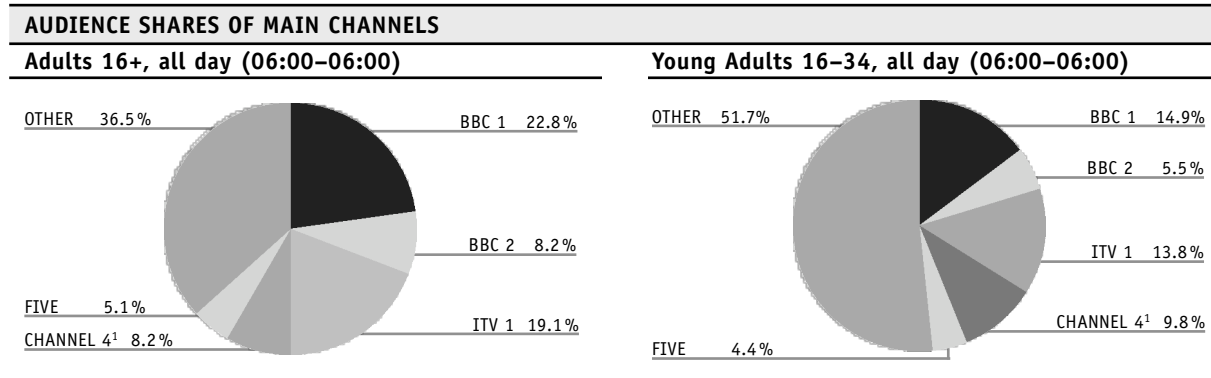 AUDIENCE SHARES OF MAIN CHANNELS
Adults 16+, all day (06:00–06:00)
OTHER 36.5%
BBC 1 22.8%
BBC 2 8.2%
FIVE 5.1%
ITV 1 19.1%
CHANNEL 4¹ 8.2%
Young Adults 16–34, all day (06:00–06:00)
OTHER 51.7%
BBC 1 14.9%
BBC 2 5.5%
ITV 1 13.8%
CHANNEL 4¹ 9.8%
FIVE 4.4%